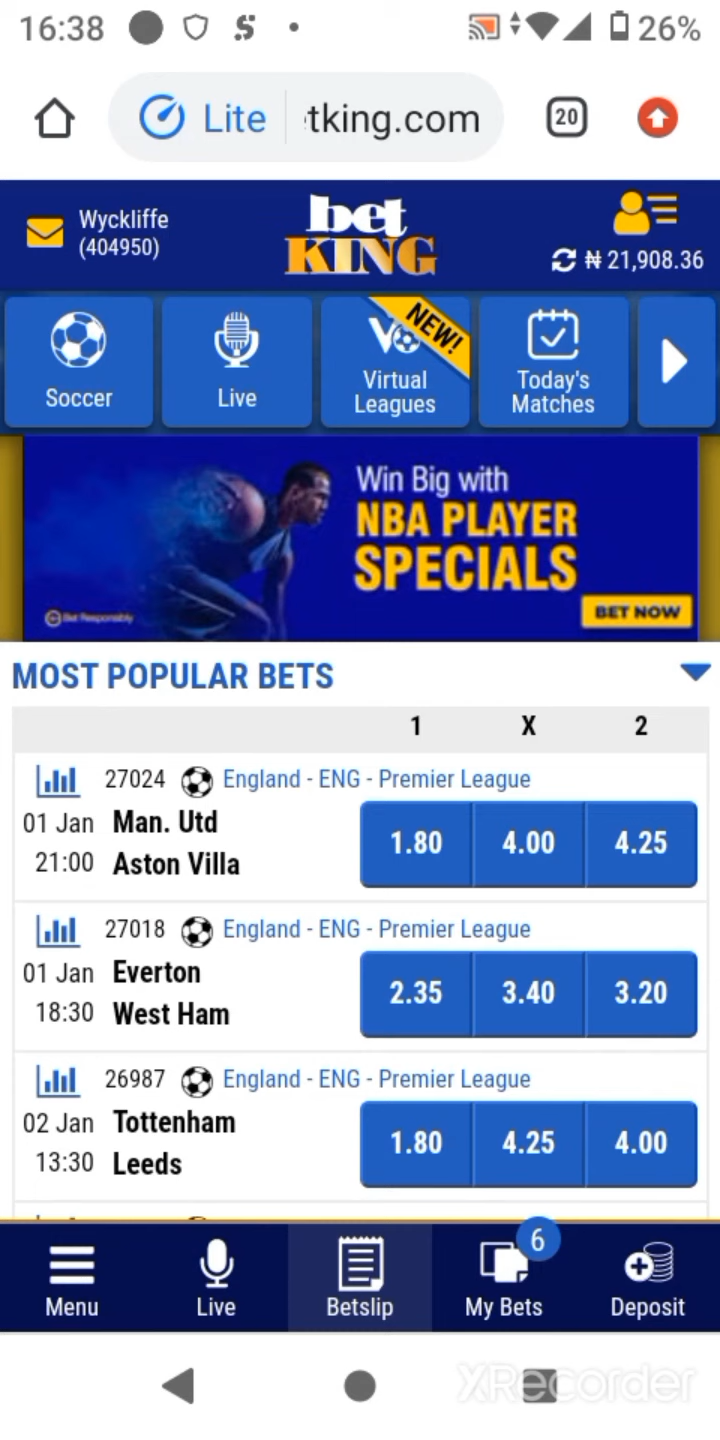 16:38
26%
Lite
tking.com
20
Wyckliffe
(404950)
bet
KING
₦ 21,908.36
Soccer
Live
NEW!
Virtual
Leagues
Today's
Matches
Win Big with
NBA PLAYER
SPECIALS
Bet Responsibly
BET NOW
MOST POPULAR BETS
1 X 2
27024 England - ENG - Premier League
01 Jan Man. Utd
21:00 Aston Villa
1.80 4.00 4.25
27018 England - ENG - Premier League
01 Jan Everton
18:30 West Ham
2.35 3.40 3.20
26987 England - ENG - Premier League
02 Jan Tottenham
13:30 Leeds
1.80 4.25 4.00
6
Menu
Live
Betslip
My Bets
Deposit
XRecorder